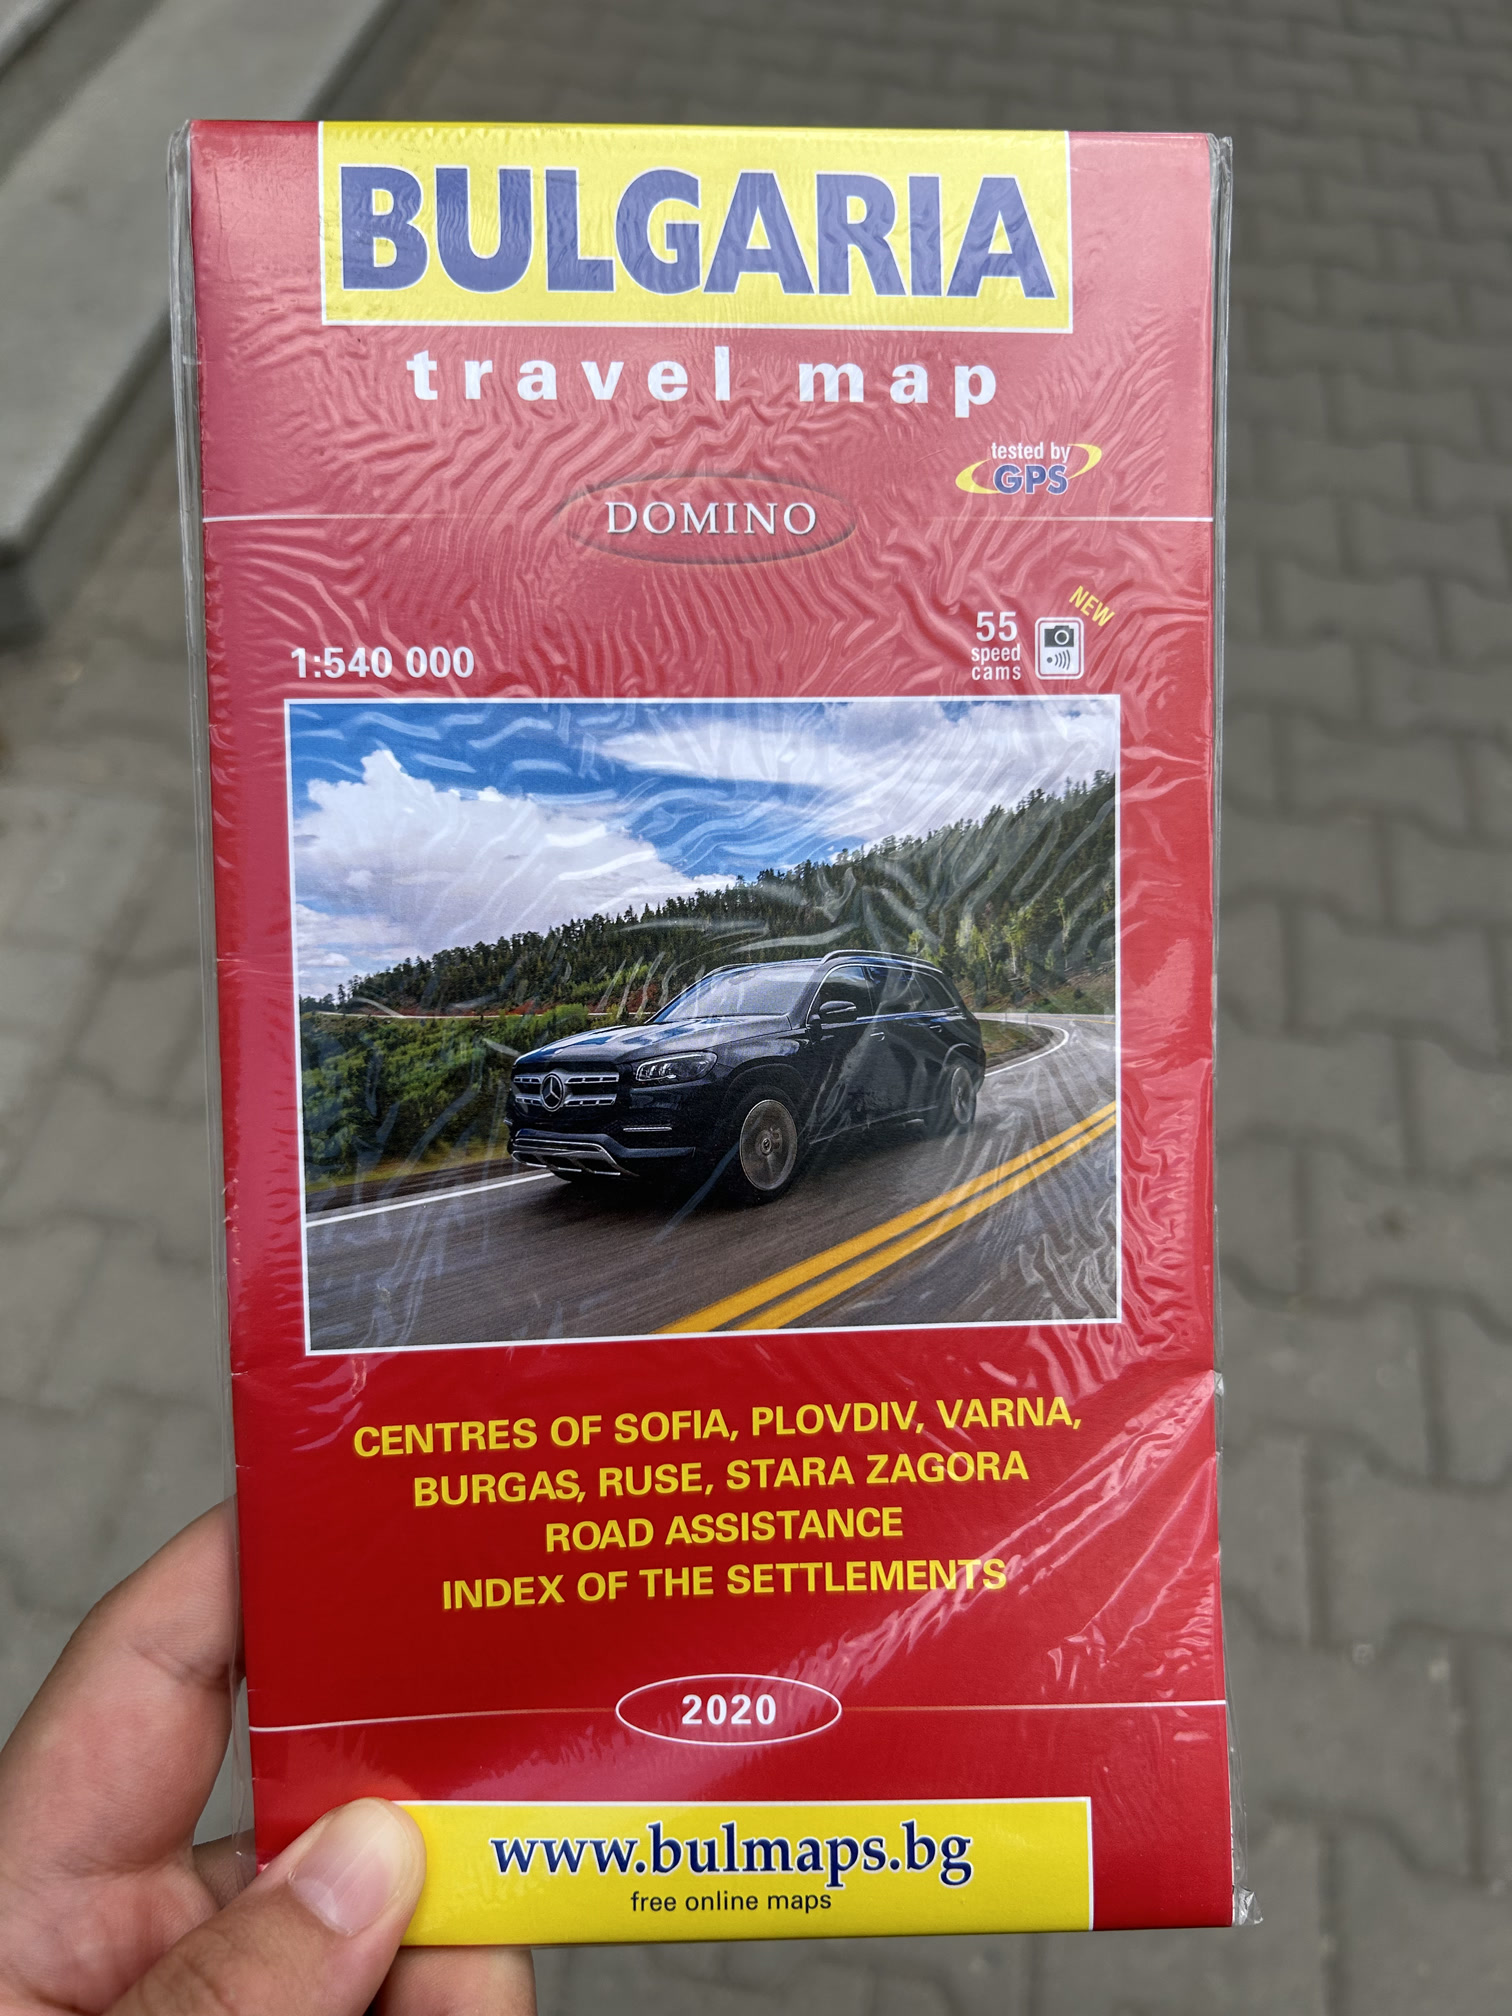 BULGARIA
travel map
tested by
GPS
DOMINO
NEW
55
speed
cams
1:540 000
CENTRES OF SOFIA, PLOVDIV, VARNA,
BURGAS, RUSE, STARA ZAGORA
ROAD ASSISTANCE
INDEX OF THE SETTLEMENTS
2020
www.bulmaps.bg
free online maps